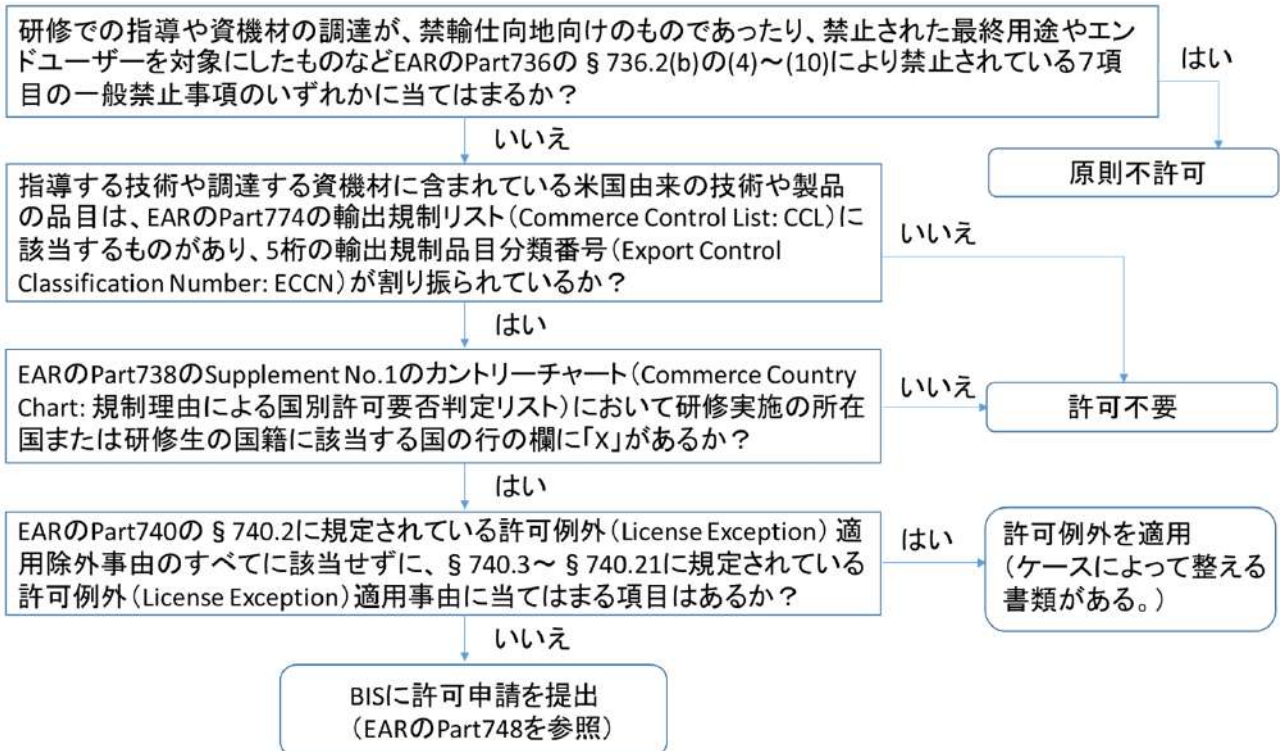 研修での指導や資機材の調達が、禁輸仕向地向けのものであったり、禁止された最終用途やエン
ドユーザーを対象にしたものなどEARのPart736の§736.2(b)の(4)～(10)により禁止されている7項
目の一般禁止事項のいずれかに当てはまるか？
はい
いいえ
原則不許可
指導する技術や調達する資機材に含まれている米国由来の技術や製品
の品目は、EARのPart774の輸出規制リスト（Commerce Control List: CCL）に
該当するものがあり、5桁の輸出規制品目分類番号（Export Control
Classification Number: ECCN）が割り振られているか？
いいえ
はい
EARのPart738のSupplement No.1のカントリーチャート（Commerce Country
Chart: 規制理由による国別許可要否判定リスト）において研修実施の所在
国または研修生の国籍に該当する国の行の欄に「X」があるか？
いいえ
許可不要
はい
EARのPart740の§740.2に規定されている許可例外（License Exception）適
用除外事由のすべてに該当せずに、§740.3～§740.21に規定されている
許可例外（License Exception）適用事由に当てはまる項目はあるか？
はい
許可例外を適用
（ケースによって整える
書類がある。）
いいえ
BISに許可申請を提出
（EARのPart748を参照）